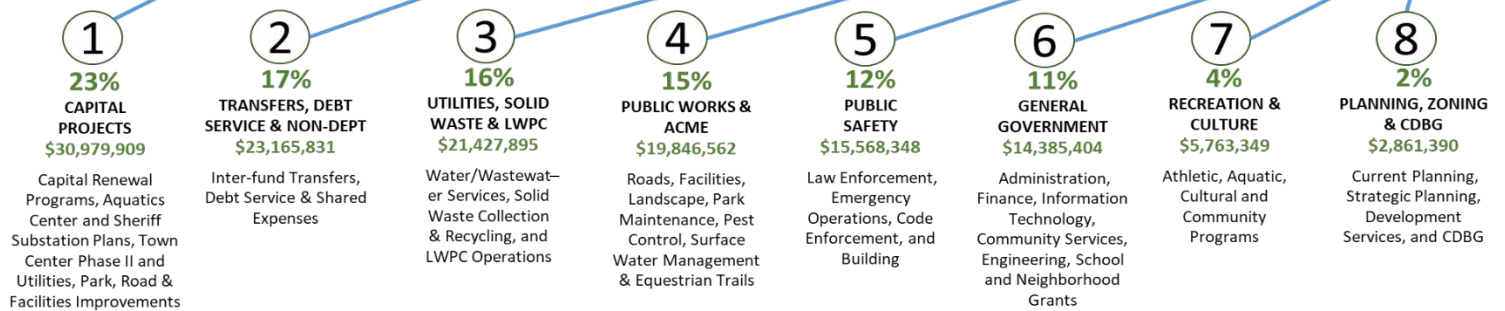 1
23%
CAPITAL
PROJECTS
$30,979,909
Capital Renewal
Programs, Aquatics
Center and Sheriff
Substation Plans, Town
Center Phase II and
Utilities, Park, Road &
Facilities Improvements
2
17%
TRANSFERS, DEBT
SERVICE & NON-DEPT
$23,165,831
Inter-fund Transfers,
Debt Service & Shared
Expenses
3
16%
UTILITIES, SOLID
WASTE & LWPC
$21,427,895
Water/Wastewat–
er Services, Solid
Waste Collection
& Recycling, and
LWPC Operations
4
15%
PUBLIC WORKS &
ACME
$19,846,562
Roads, Facilities,
Landscape, Park
Maintenance, Pest
Control, Surface
Water Management
& Equestrian Trails
5
12%
PUBLIC
SAFETY
$15,568,348
Law Enforcement,
Emergency
Operations, Code
Enforcement, and
Building
6
11%
GENERAL
GOVERNMENT
$14,385,404
Administration,
Finance, Information
Technology,
Community Services,
Engineering, School
and Neighborhood
Grants
7
4%
RECREATION &
CULTURE
$5,763,349
Athletic, Aquatic,
Cultural and
Community
Programs
8
2%
PLANNING, ZONING
& CDBG
$2,861,390
Current Planning,
Strategic Planning,
Development
Services, and CDBG